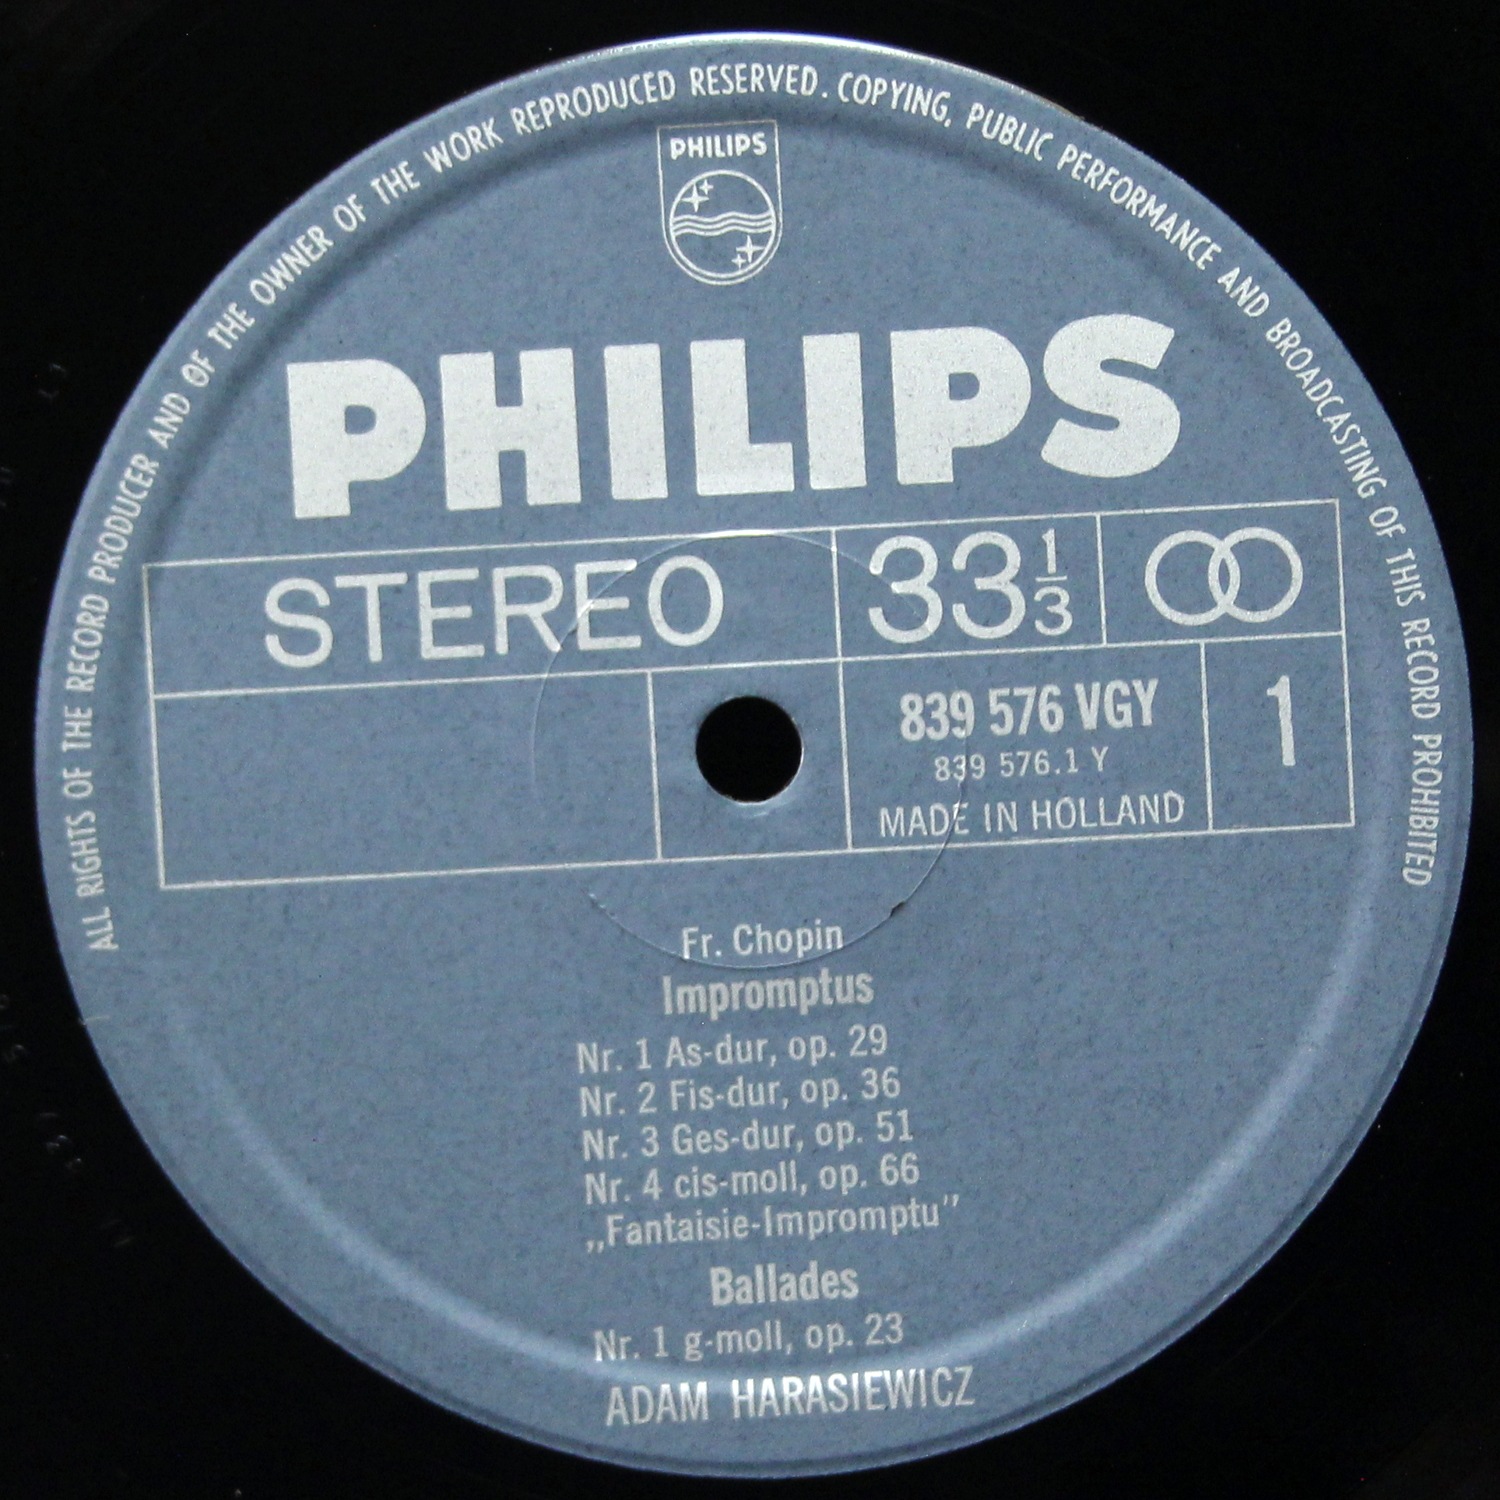 ALL RIGHTS OF THE RECORD PRODUCER AND OF THE OWNER OF THE WORK REPRODUCED RESERVED. COPYING, PUBLIC PERFORMANCE AND BROADCASTING OF THIS RECORD PROHIBITED
PHILIPS
PHILIPS
STEREO
33 1/3
839 576 VGY
1
839 576.1 Y
MADE IN HOLLAND
Fr. Chopin
Impromptus
Nr. 1 As-dur, op. 29
Nr. 2 Fis-dur, op. 36
Nr. 3 Ges-dur, op. 51
Nr. 4 cis-moll, op. 66
„Fantaisie-Impromptu”
Ballades
Nr. 1 g-moll, op. 23
ADAM HARASIEWICZ